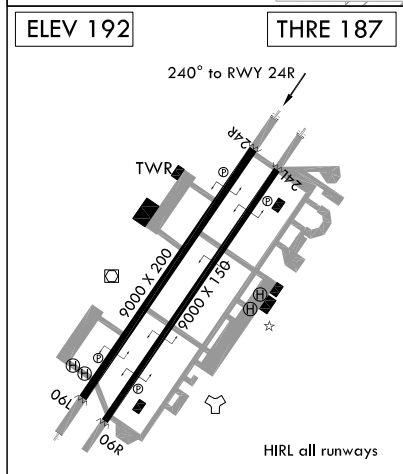 ELEV 192
THRE 187
240° to RWY 24R
24R
TWR
24L
P
P
9000 X 200
9000 X 150
H
H
P
H H
P
06L
06R
HIRL all runways